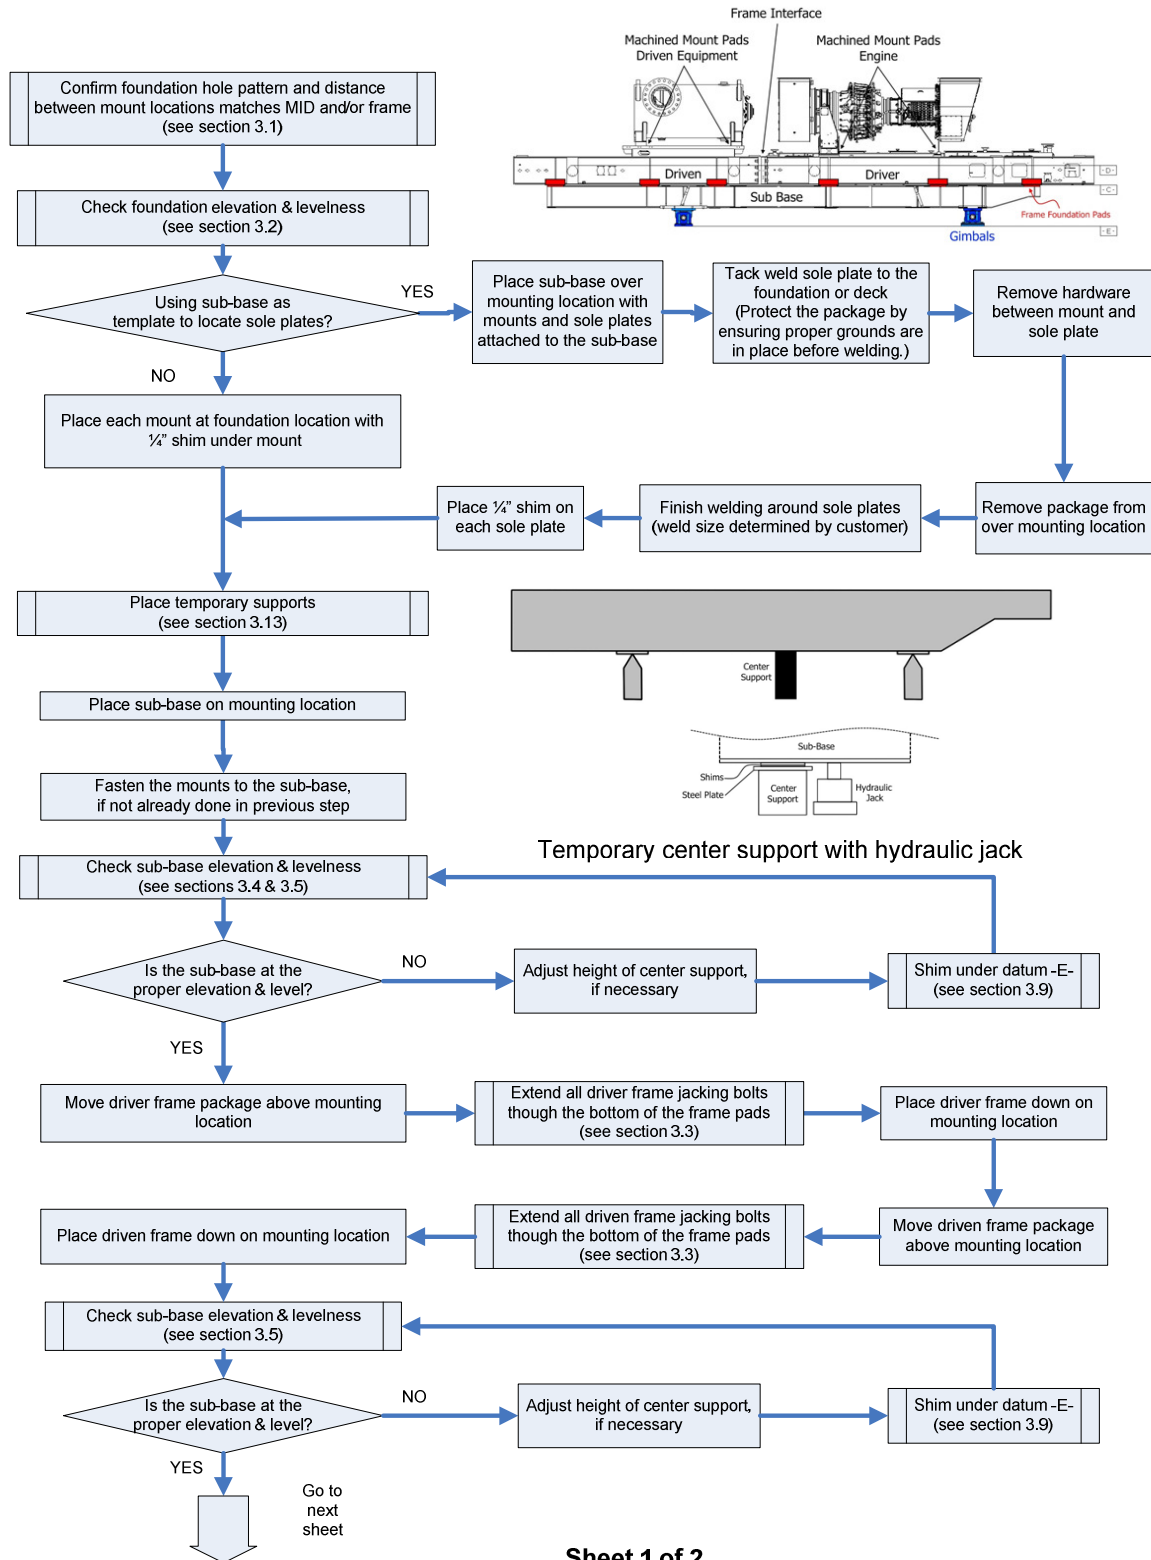 Frame Interface
Machined Mount Pads
Driven Equipment
Machined Mount Pads
Engine
Driven
Driver
Sub Base
-D-
-C-
Frame Foundation Pads
-E-
Gimbals
Confirm foundation hole pattern and distance
between mount locations matches MID and/or frame
(see section 3.1)
Check foundation elevation & levelness
(see section 3.2)
Using sub-base as
template to locate sole plates?
YES
NO
Place sub-base over
mounting location with
mounts and sole plates
attached to the sub-base
Tack weld sole plate to the
foundation or deck
(Protect the package by
ensuring proper grounds are
in place before welding.)
Remove hardware
between mount and
sole plate
Place each mount at foundation location with
¼” shim under mount
Place ¼” shim on
each sole plate
Finish welding around sole plates
(weld size determined by customer)
Remove package from
over mounting location
Place temporary supports
(see section 3.13)
Center
Support
Place sub-base on mounting location
Sub-Base
Shims
Steel Plate
Center
Support
Hydraulic
Jack
Fasten the mounts to the sub-base,
if not already done in previous step
Temporary center support with hydraulic jack
Check sub-base elevation & levelness
(see sections 3.4 & 3.5)
Is the sub-base at the
proper elevation & level?
NO
YES
Adjust height of center support,
if necessary
Shim under datum -E-
(see section 3.9)
Move driver frame package above mounting
location
Extend all driver frame jacking bolts
though the bottom of the frame pads
(see section 3.3)
Place driver frame down on
mounting location
Place driven frame down on mounting location
Extend all driven frame jacking bolts
though the bottom of the frame pads
(see section 3.3)
Move driven frame package
above mounting location
Check sub-base elevation & levelness
(see section 3.5)
Is the sub-base at the
proper elevation & level?
NO
YES
Adjust height of center support,
if necessary
Shim under datum -E-
(see section 3.9)
Go to
next
sheet
Sheet 1 of 2